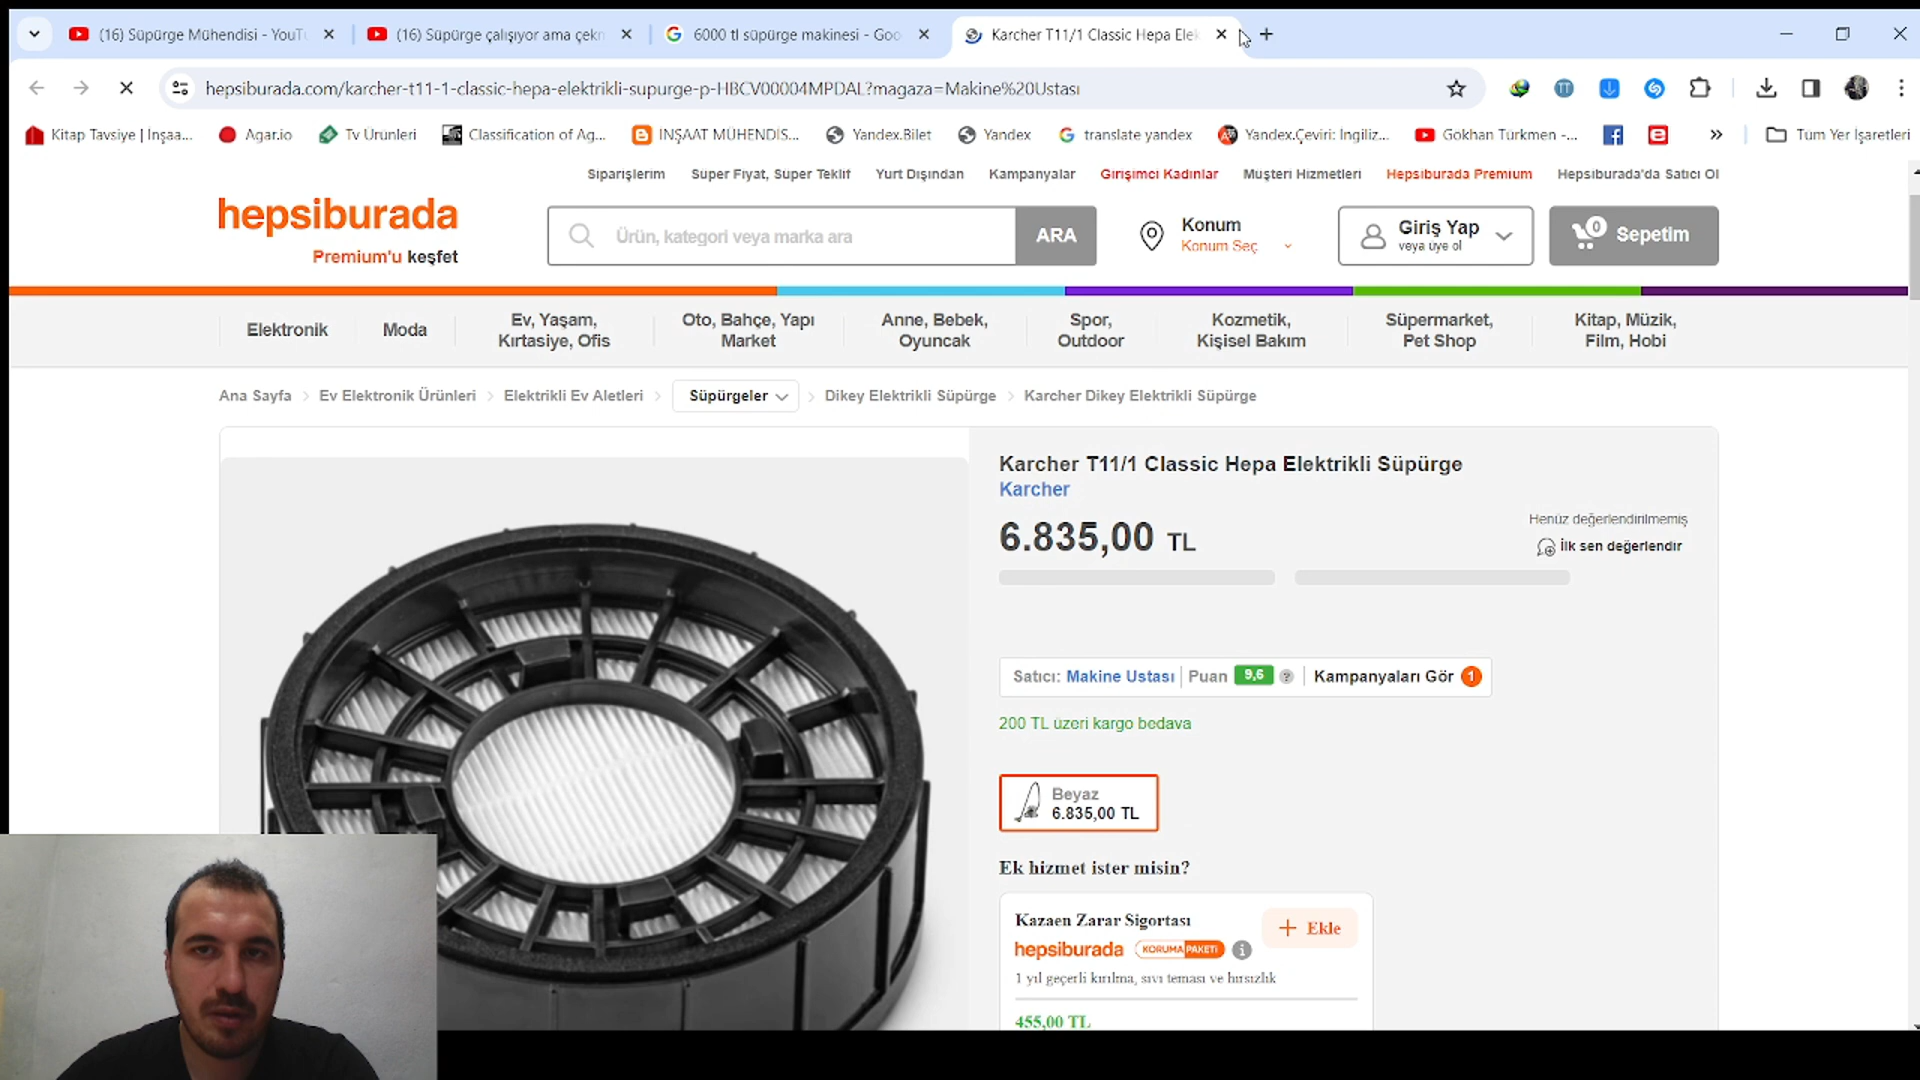 (16) Süpürge Mühendisi - YouT
(16) Süpürge çalışıyor ama çekm
6000 tl süpürge makinesi - Goo
Karcher T11/1 Classic Hepa Elek
hepsiburada.com/karcher-t11-1-classic-hepa-elektrikli-supurge-p-HBCV00004MPDAL?magaza=Makine%20Ustası
Kitap Tavsiye | İnşaa...
Agar.io
Tv Ürünleri
Classification of Ag...
İNŞAAT MÜHENDİS...
Yandex.Bilet
Yandex
translate yandex
Yandex.Çeviri: İngiliz...
Gökhan Türkmen -...
Tüm Yer İşaretleri
Siparişlerim
Süper Fiyat, Süper Teklif
Yurt Dışından
Kampanyalar
Girişimci Kadınlar
Müşteri Hizmetleri
Hepsiburada Premium
Hepsiburada'da Satıcı Ol
hepsiburada
Premium'u keşfet
Ürün, kategori veya marka ara
ARA
Konum
Konum Seç
Giriş Yap
veya üye ol
0
Sepetim
Elektronik
Moda
Ev, Yaşam,
Kırtasiye, Ofis
Oto, Bahçe, Yapı
Market
Anne, Bebek,
Oyuncak
Spor,
Outdoor
Kozmetik,
Kişisel Bakım
Süpermarket,
Pet Shop
Kitap, Müzik,
Film, Hobi
Ana Sayfa
Ev Elektronik Ürünleri
Elektrikli Ev Aletleri
Süpürgeler
Dikey Elektrikli Süpürge
Karcher Dikey Elektrikli Süpürge
Karcher T11/1 Classic Hepa Elektrikli Süpürge
Karcher
6.835,00 TL
Henüz değerlendirilmemiş
İlk sen değerlendir
Satıcı: Makine Ustası
Puan 9,6 ?
Kampanyaları Gör 1
200 TL üzeri kargo bedava
Beyaz
6.835,00 TL
Ek hizmet ister misin?
Kazaen Zarar Sigortası
+ Ekle
hepsiburada KORUMA PAKETİ i
1 yıl geçerli kırılma, sıvı teması ve hırsızlık
455,00 TL